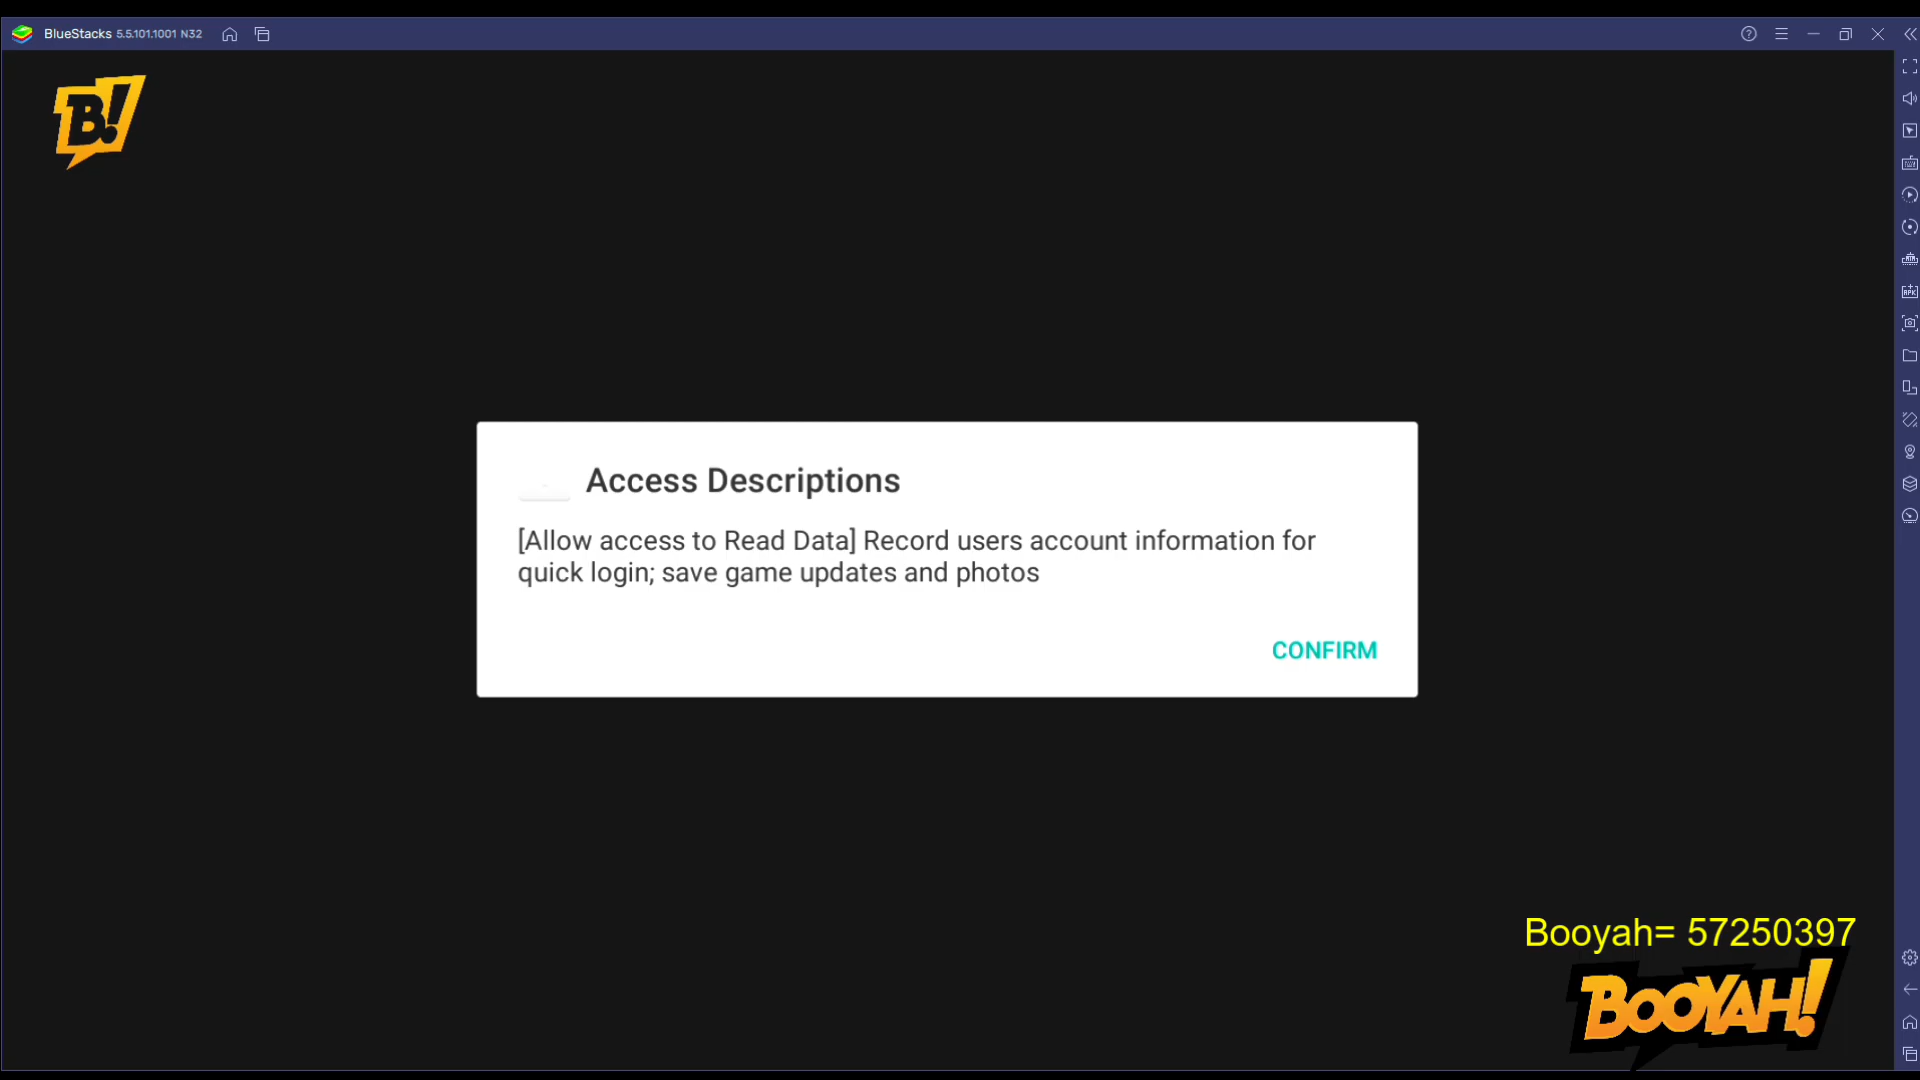 BlueStacks 5.5.101.1001 N32
B!
Access Descriptions
[Allow access to Read Data] Record users account information for
quick login; save game updates and photos
CONFIRM
Booyah= 57250397
BOOYAH!